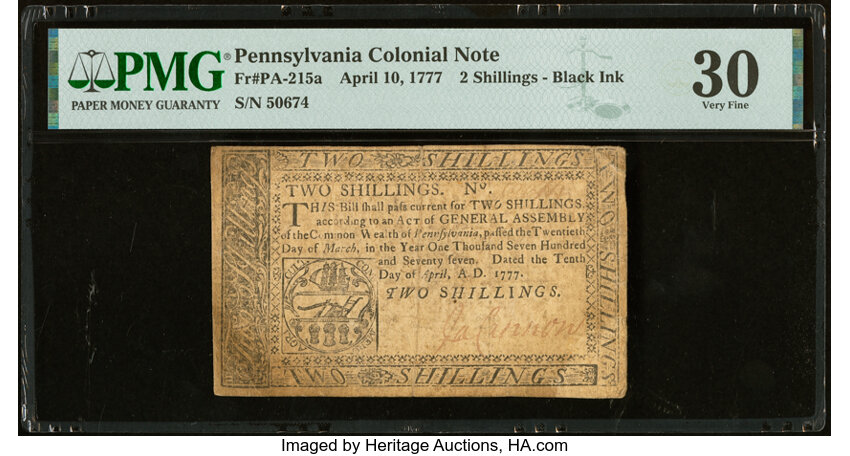 PMG®
PAPER MONEY GUARANTY
Pennsylvania Colonial Note
Fr#PA-215a April 10, 1777 2 Shillings - Black Ink
S/N 50674
30
Very Fine
TWO SHILLINGS
TWO SHILLINGS. No.
THIS Bill ſhall paſs current for TWO SHILLINGS,
according to an ACT of GENERAL ASSEMBLY
of the Common Wealth of Pennſylvania, paſſed the Twentieth
Day of March, in the Year One Thouſand Seven Hundred
and Seventy ſeven. Dated the Tenth
Day of April, A. D. 1777.
TWO SHILLINGS.
TWO SHILLINGS
TWO SHILLINGS
Imaged by Heritage Auctions, HA.com